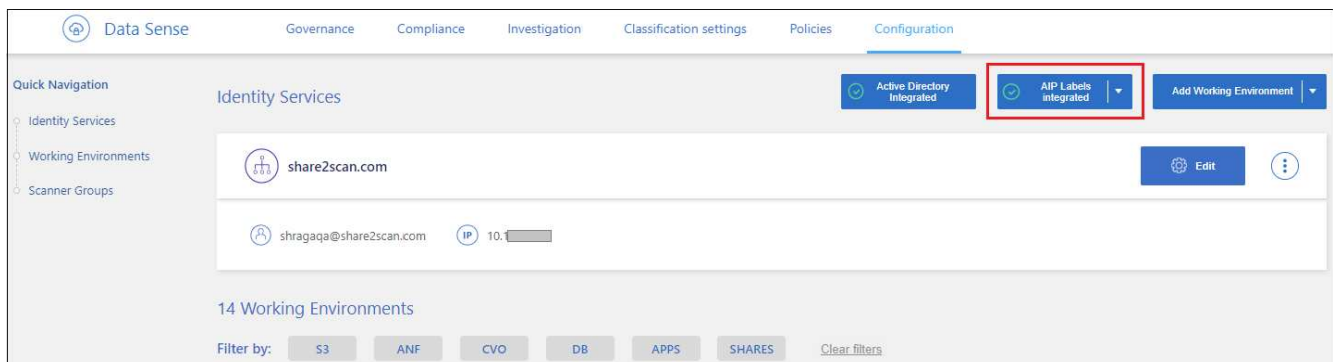 Data Sense
Governance Compliance Investigation Classification settings Policies Configuration
Quick Navigation
Identity Services
Working Environments
Scanner Groups
Identity Services
Active Directory
Integrated
AIP Labels
integrated
Add Working Environment
share2scan.com
Edit
shragaqa@share2scan.com IP 10.1
14 Working Environments
Filter by: S3 ANF CVO DB APPS SHARES Clear filters